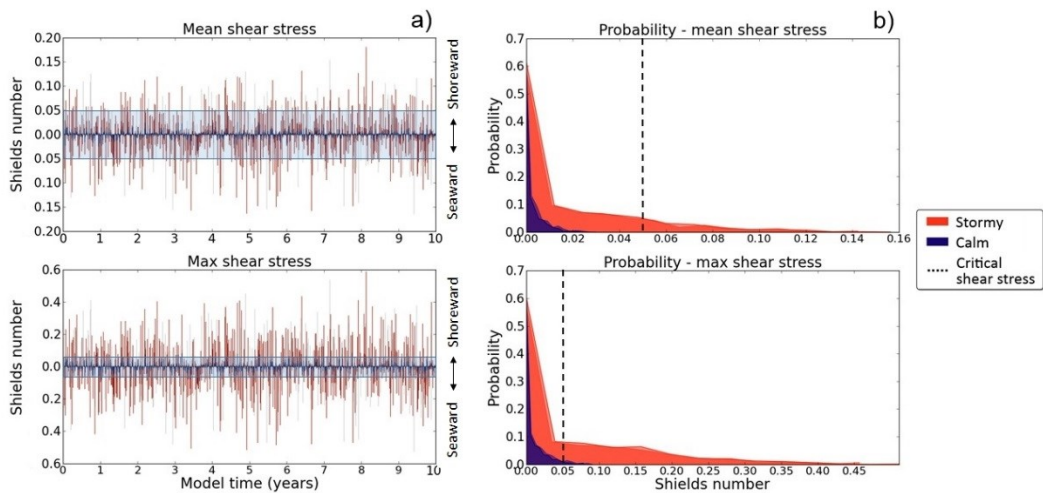 a)
Mean shear stress
Shields number
0.20
0.15
0.10
0.05
0.00
0.05
0.10
0.15
0.20
0 1 2 3 4 5 6 7 8 9 10
Shoreward
Seaward
Max shear stress
Shields number
0.6
0.4
0.2
0.0
0.2
0.4
0.6
0 1 2 3 4 5 6 7 8 9 10
Model time (years)
Shoreward
Seaward
b)
Probability - mean shear stress
Probability
0.7
0.6
0.5
0.4
0.3
0.2
0.1
0.0
0.00 0.02 0.04 0.06 0.08 0.10 0.12 0.14 0.16
Probability - max shear stress
Probability
0.7
0.6
0.5
0.4
0.3
0.2
0.1
0.0
0.00 0.05 0.10 0.15 0.20 0.25 0.30 0.35 0.40 0.45
Shields number
Stormy
Calm
Critical
shear stress